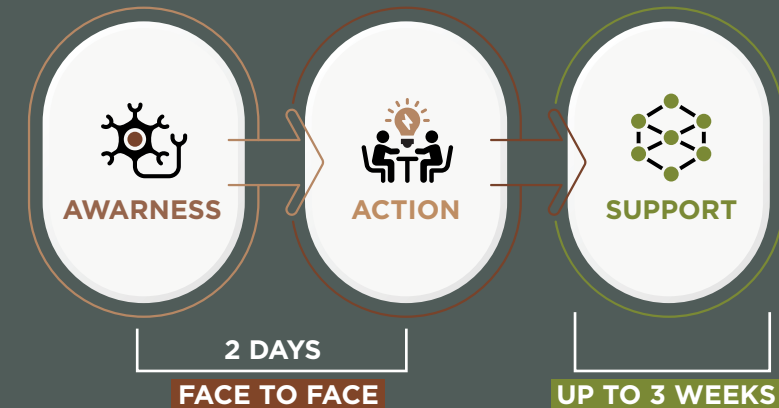 AWARNESS
ACTION
SUPPORT
2 DAYS
FACE TO FACE
UP TO 3 WEEKS